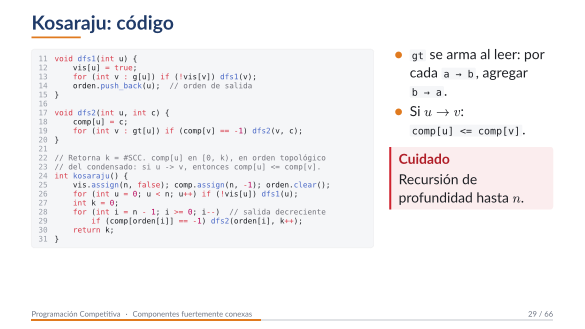 Kosaraju: código
11 void dfs1(int u) {
12     vis[u] = true;
13     for (int v : g[u]) if (!vis[v]) dfs1(v);
14     orden.push_back(u);  // orden de salida
15 }
16
17 void dfs2(int u, int c) {
18     comp[u] = c;
19     for (int v : gt[u]) if (comp[v] == -1) dfs2(v, c);
20 }
21
22 // Retorna k = #SCC. comp[u] en [0, k), en orden topológico
23 // del condensado: si u -> v, entonces comp[u] <= comp[v].
24 int kosaraju() {
25     vis.assign(n, false); comp.assign(n, -1); orden.clear();
26     for (int u = 0; u < n; u++) if (!vis[u]) dfs1(u);
27     int k = 0;
28     for (int i = n - 1; i >= 0; i--)  // salida decreciente
29         if (comp[orden[i]] == -1) dfs2(orden[i], k++);
30     return k;
31 }
• gt se arma al leer: por
cada a → b, agregar
b → a.
• Si u → v:
comp[u] <= comp[v].
Cuidado
Recursión de
profundidad hasta n.
Programación Competitiva · Componentes fuertemente conexas
29 / 66